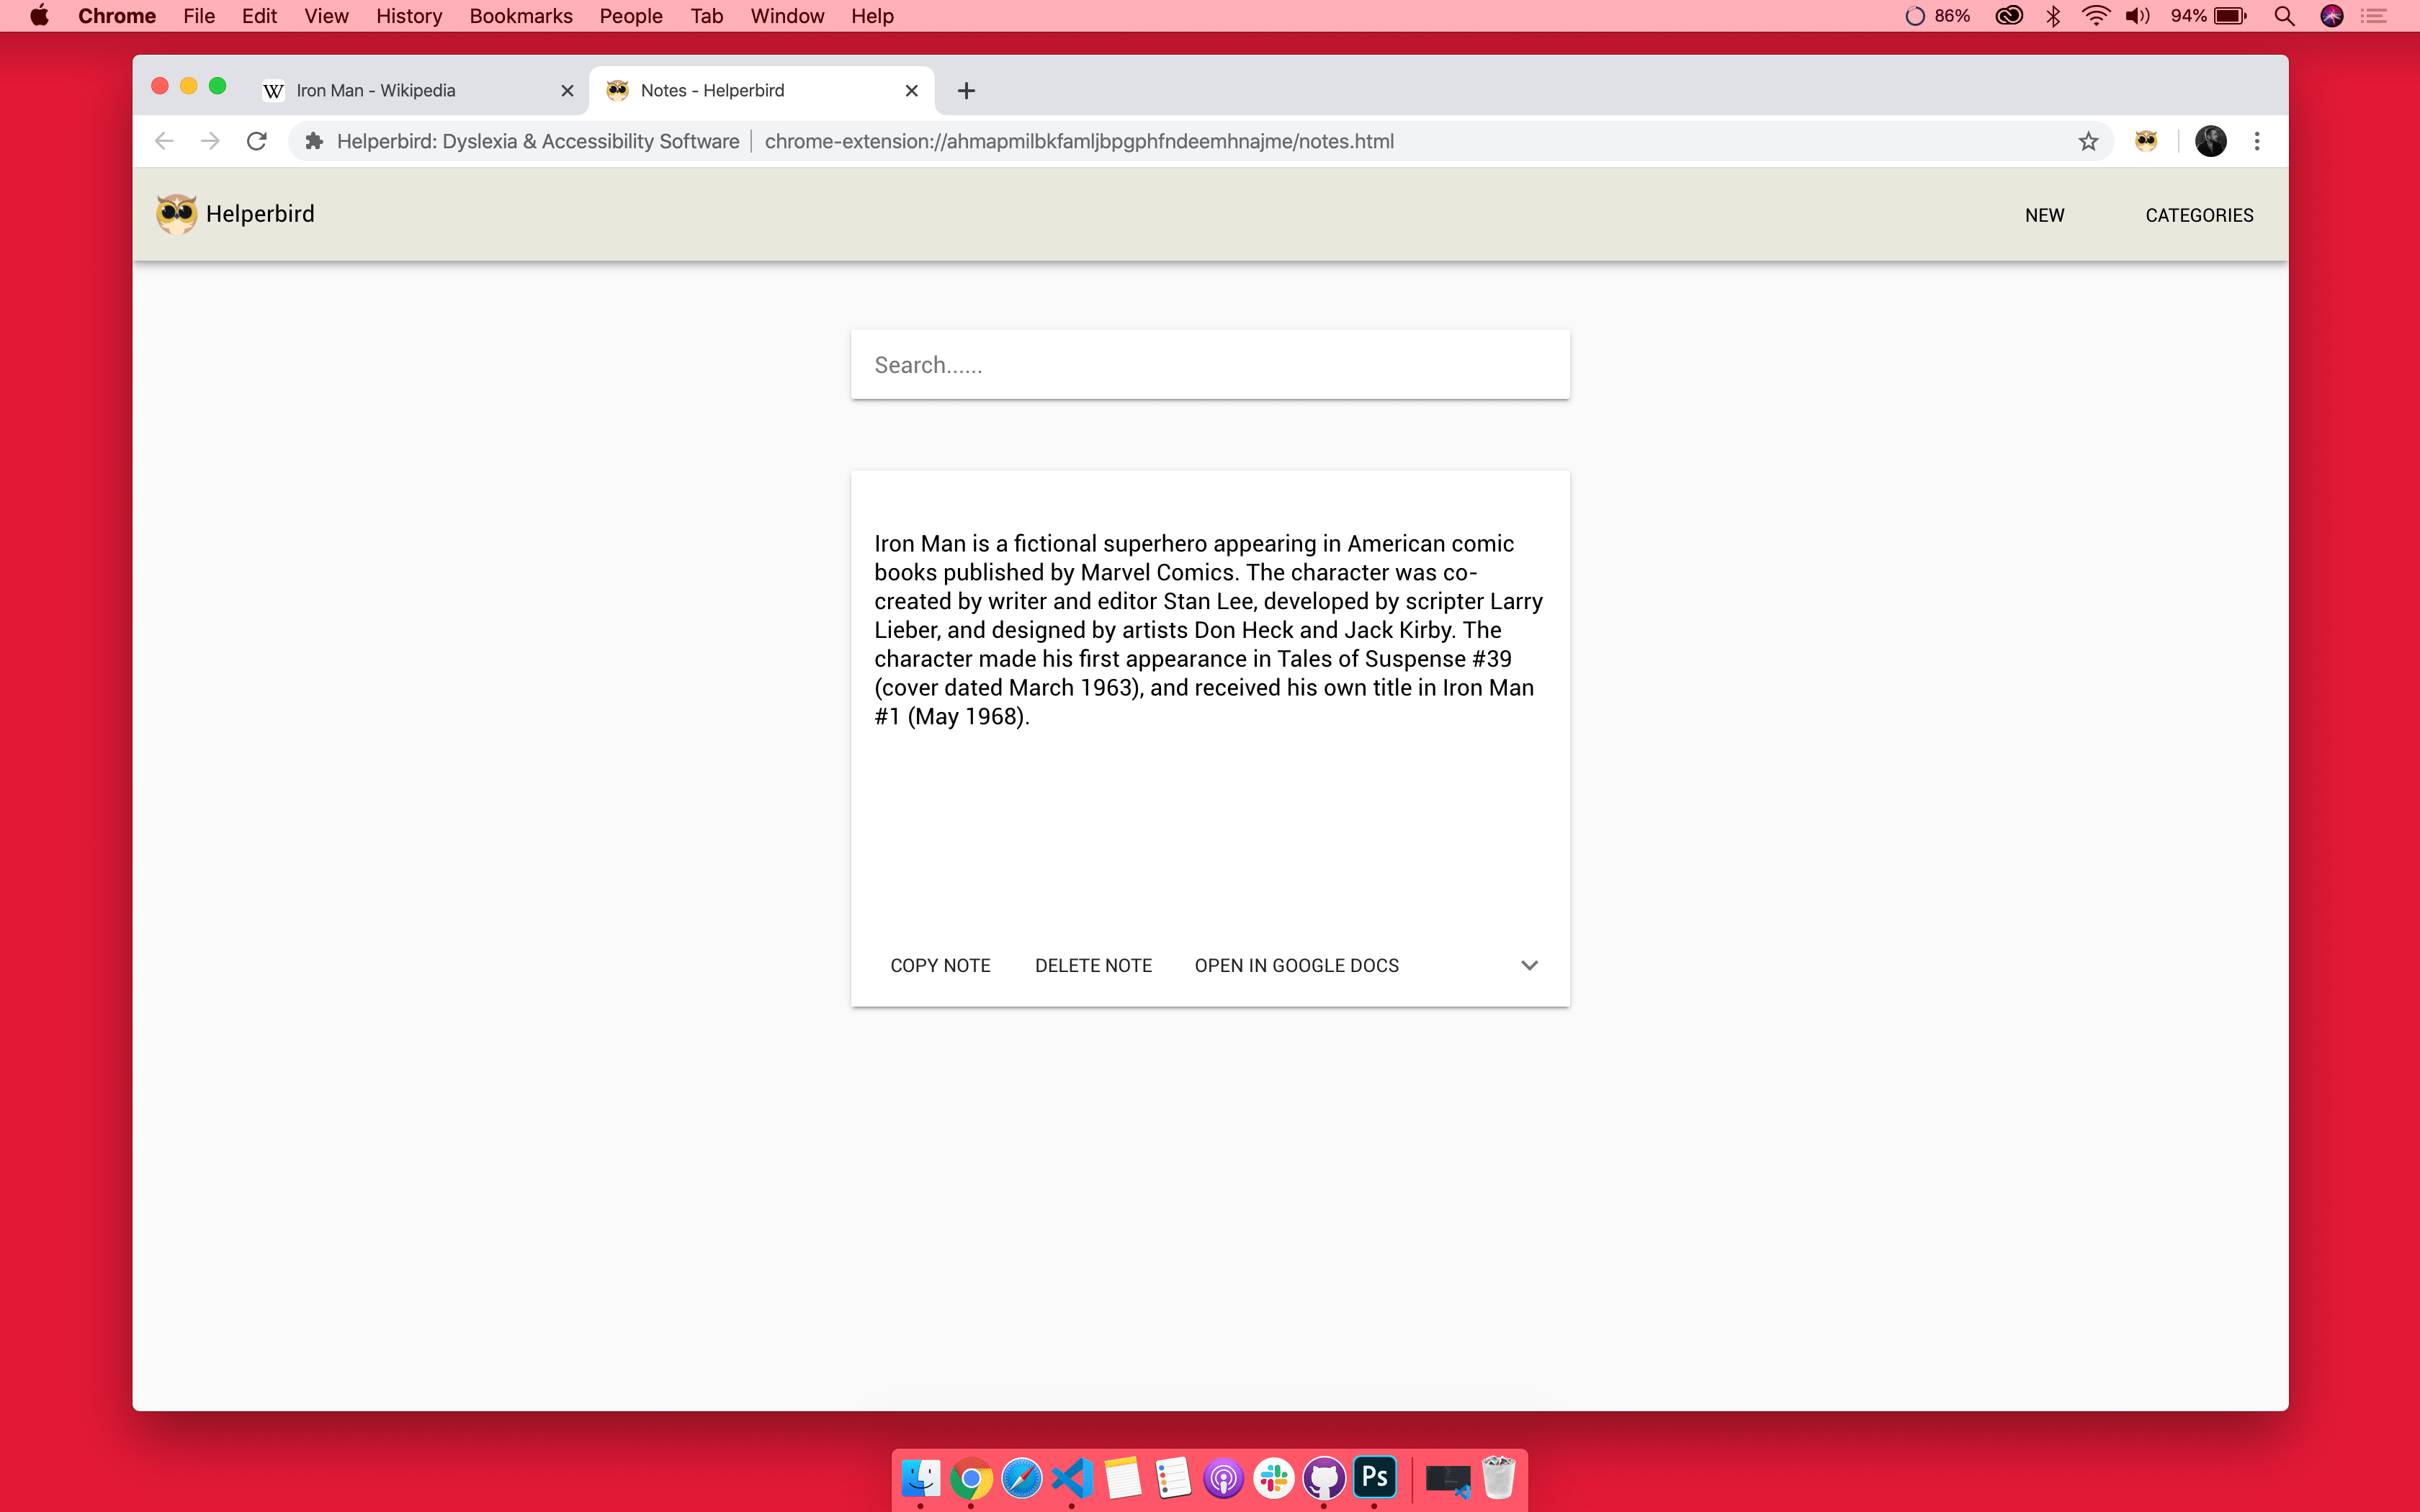 Chrome File Edit View History Bookmarks People Tab Window Help 86% 94%
W Iron Man - Wikipedia Notes - Helperbird
Helperbird: Dyslexia & Accessibility Software chrome-extension://ahmapmilbkfamljbpgphfndeemhnajme/notes.html
Helperbird NEW CATEGORIES
Search......
Iron Man is a fictional superhero appearing in American comic
books published by Marvel Comics. The character was co-
created by writer and editor Stan Lee, developed by scripter Larry
Lieber, and designed by artists Don Heck and Jack Kirby. The
character made his first appearance in Tales of Suspense #39
(cover dated March 1963), and received his own title in Iron Man
#1 (May 1968).
COPY NOTE DELETE NOTE OPEN IN GOOGLE DOCS
Ps